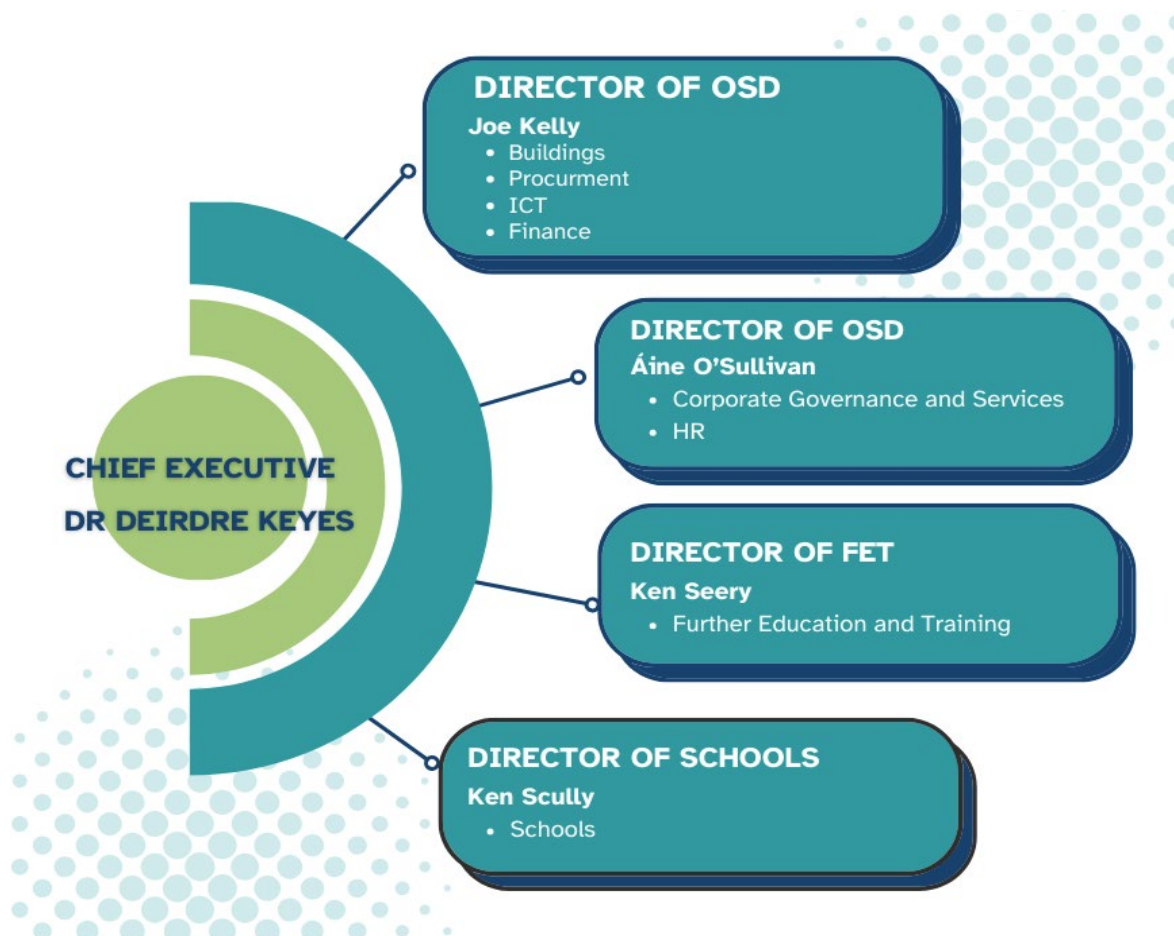 DIRECTOR OF OSD
Joe Kelly
• Buildings
• Procurment
• ICT
• Finance
DIRECTOR OF OSD
Áine O’Sullivan
• Corporate Governance and Services
• HR
CHIEF EXECUTIVE
DR DEIRDRE KEYES
DIRECTOR OF FET
Ken Seery
• Further Education and Training
DIRECTOR OF SCHOOLS
Ken Scully
• Schools